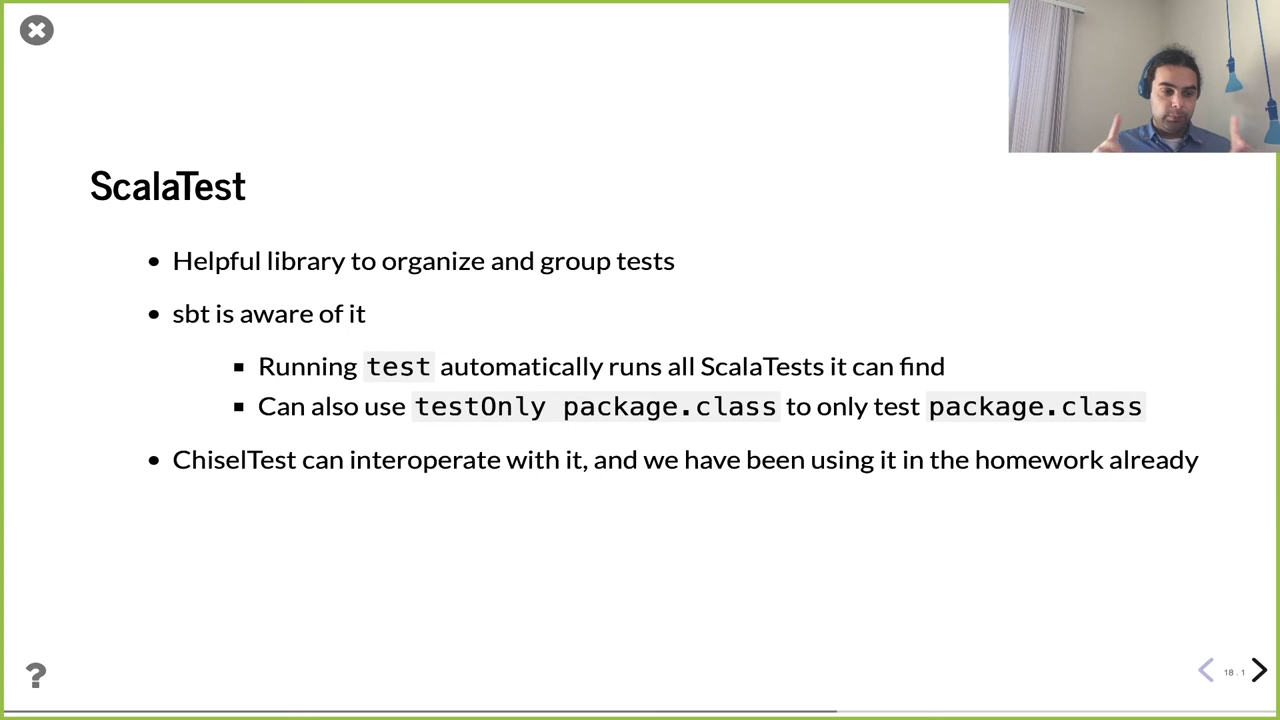 ScalaTest
• Helpful library to organize and group tests
• sbt is aware of it
▪ Running test automatically runs all ScalaTests it can find
▪ Can also use testOnly package.class to only test package.class
• ChiselTest can interoperate with it, and we have been using it in the homework already
?
18 . 1